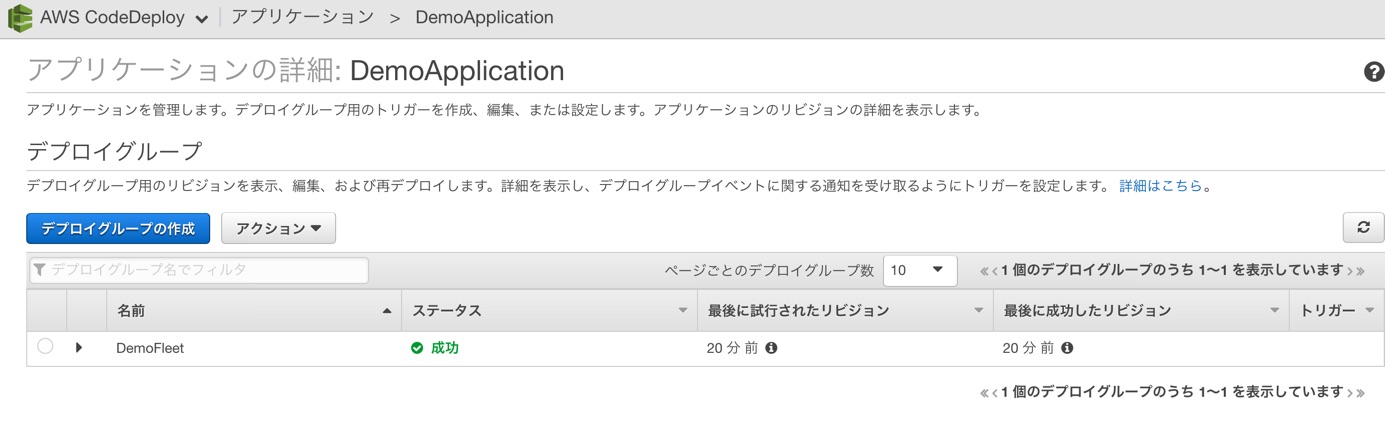 AWS CodeDeploy アプリケーション > DemoApplication
アプリケーションの詳細: DemoApplication
アプリケーションを管理します。デプロイグループ用のトリガーを作成、編集、または設定します。アプリケーションのリビジョンの詳細を表示します。
デプロイグループ
デプロイグループ用のリビジョンを表示、編集、および再デプロイします。詳細を表示し、デプロイグループイベントに関する通知を受け取るようにトリガーを設定します。 詳細はこちら。
デプロイグループの作成 アクション
デプロイグループ名でフィルタ ページごとのデプロイグループ数 10 «‹ 1 個のデプロイグループのうち 1〜1 を表示しています ›»
名前 ステータス 最後に試行されたリビジョン 最後に成功したリビジョン トリガー
DemoFleet 成功 20 分 前 20 分 前
«‹ 1 個のデプロイグループのうち 1〜1 を表示しています ›»